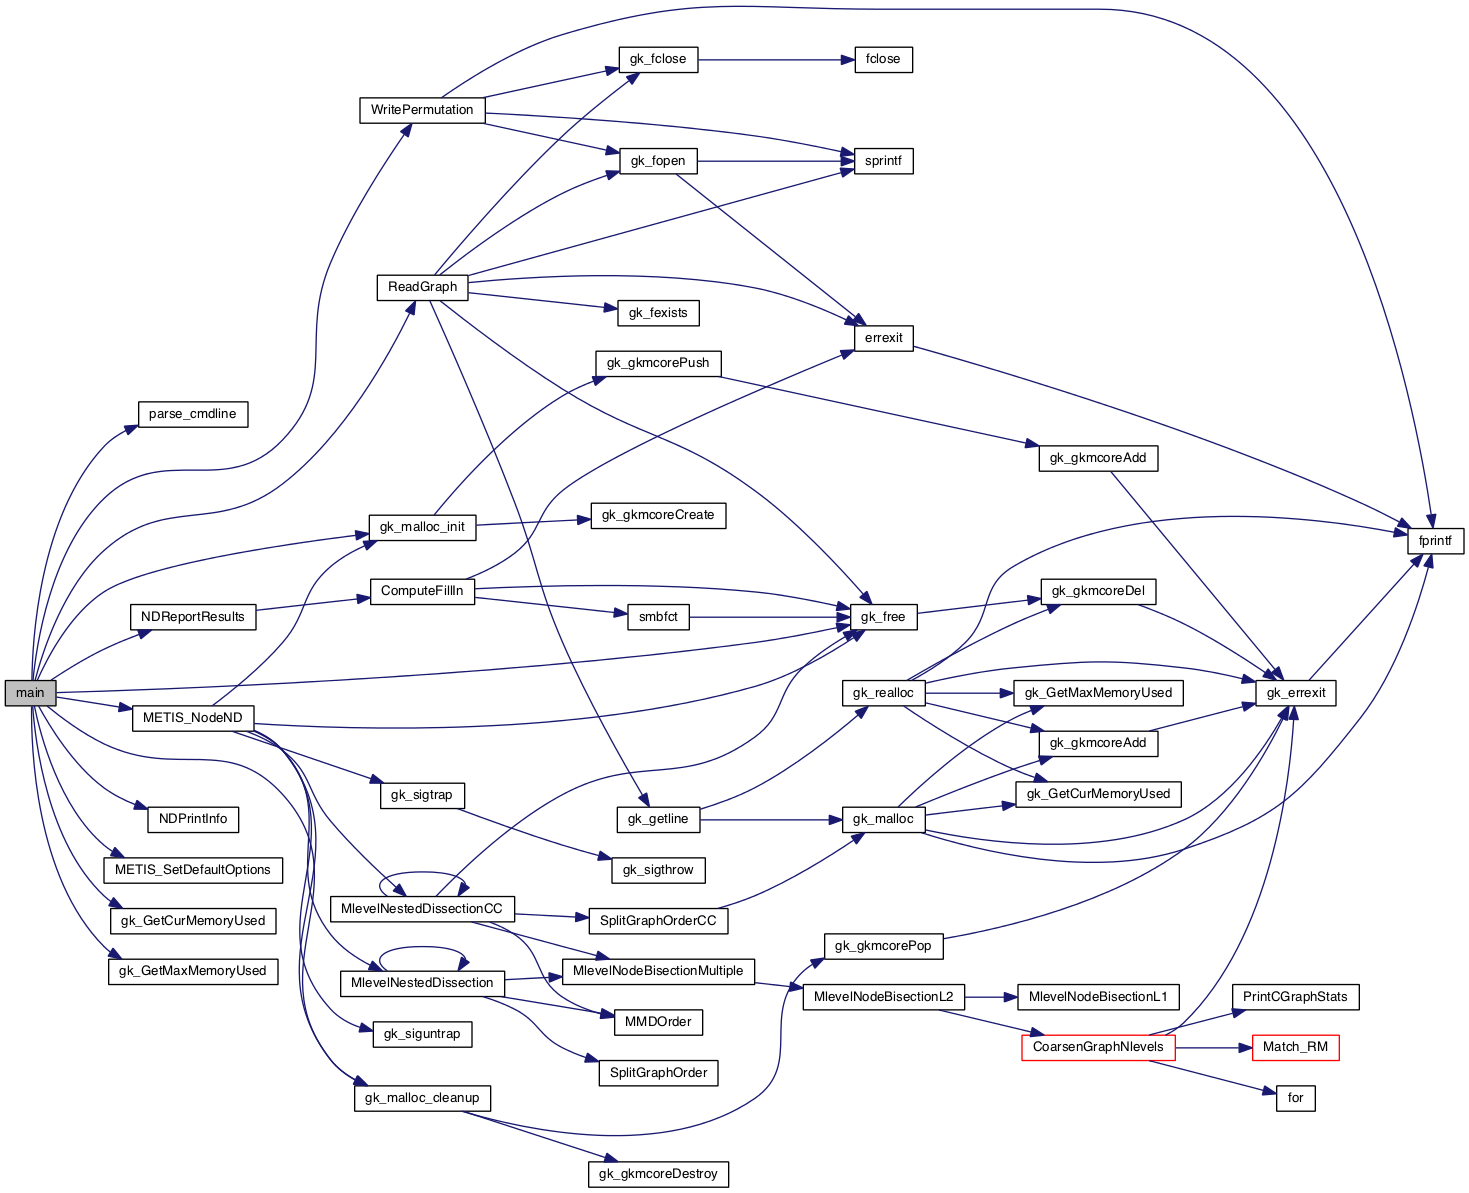 gk_fclose
fclose
WritePermutation
gk_fopen
sprintf
ReadGraph
gk_fexists
errexit
gk_gkmcorePush
parse_cmdline
gk_gkmcoreAdd
gk_malloc_init
gk_gkmcoreCreate
fprintf
ComputeFillIn
gk_gkmcoreDel
NDReportResults
smbfct
gk_free
main
gk_realloc
gk_GetMaxMemoryUsed
gk_errexit
METIS_NodeND
gk_gkmcoreAdd
gk_sigtrap
gk_GetCurMemoryUsed
NDPrintInfo
gk_getline
gk_malloc
METIS_SetDefaultOptions
gk_sigthrow
MlevelNestedDissectionCC
SplitGraphOrderCC
gk_GetCurMemoryUsed
gk_gkmcorePop
gk_GetMaxMemoryUsed
MlevelNodeBisectionMultiple
MlevelNestedDissection
MlevelNodeBisectionL2
MlevelNodeBisectionL1
PrintCGraphStats
MMDOrder
gk_siguntrap
CoarsenGraphNlevels
Match_RM
SplitGraphOrder
gk_malloc_cleanup
for
gk_gkmcoreDestroy